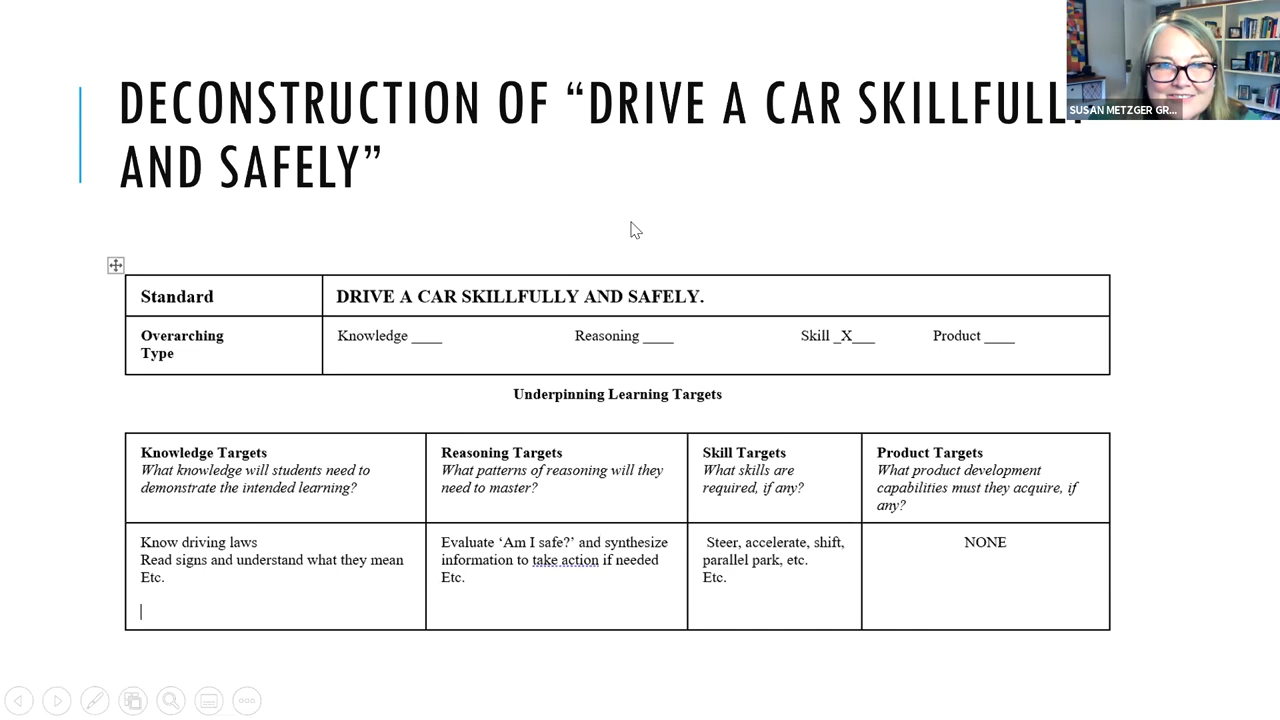 DECONSTRUCTION OF “DRIVE A CAR SKILLFULLY
AND SAFELY”
SUSAN METZGER GR...
Standard
DRIVE A CAR SKILLFULLY AND SAFELY.
Overarching
Type
Knowledge ____
Reasoning ____
Skill _X___
Product ____
Underpinning Learning Targets
Knowledge Targets
What knowledge will students need to
demonstrate the intended learning?
Reasoning Targets
What patterns of reasoning will they
need to master?
Skill Targets
What skills are
required, if any?
Product Targets
What product development
capabilities must they acquire, if
any?
Know driving laws
Read signs and understand what they mean
Etc.
Evaluate ‘Am I safe?’ and synthesize
information to take action if needed
Etc.
Steer, accelerate, shift,
parallel park, etc.
Etc.
NONE